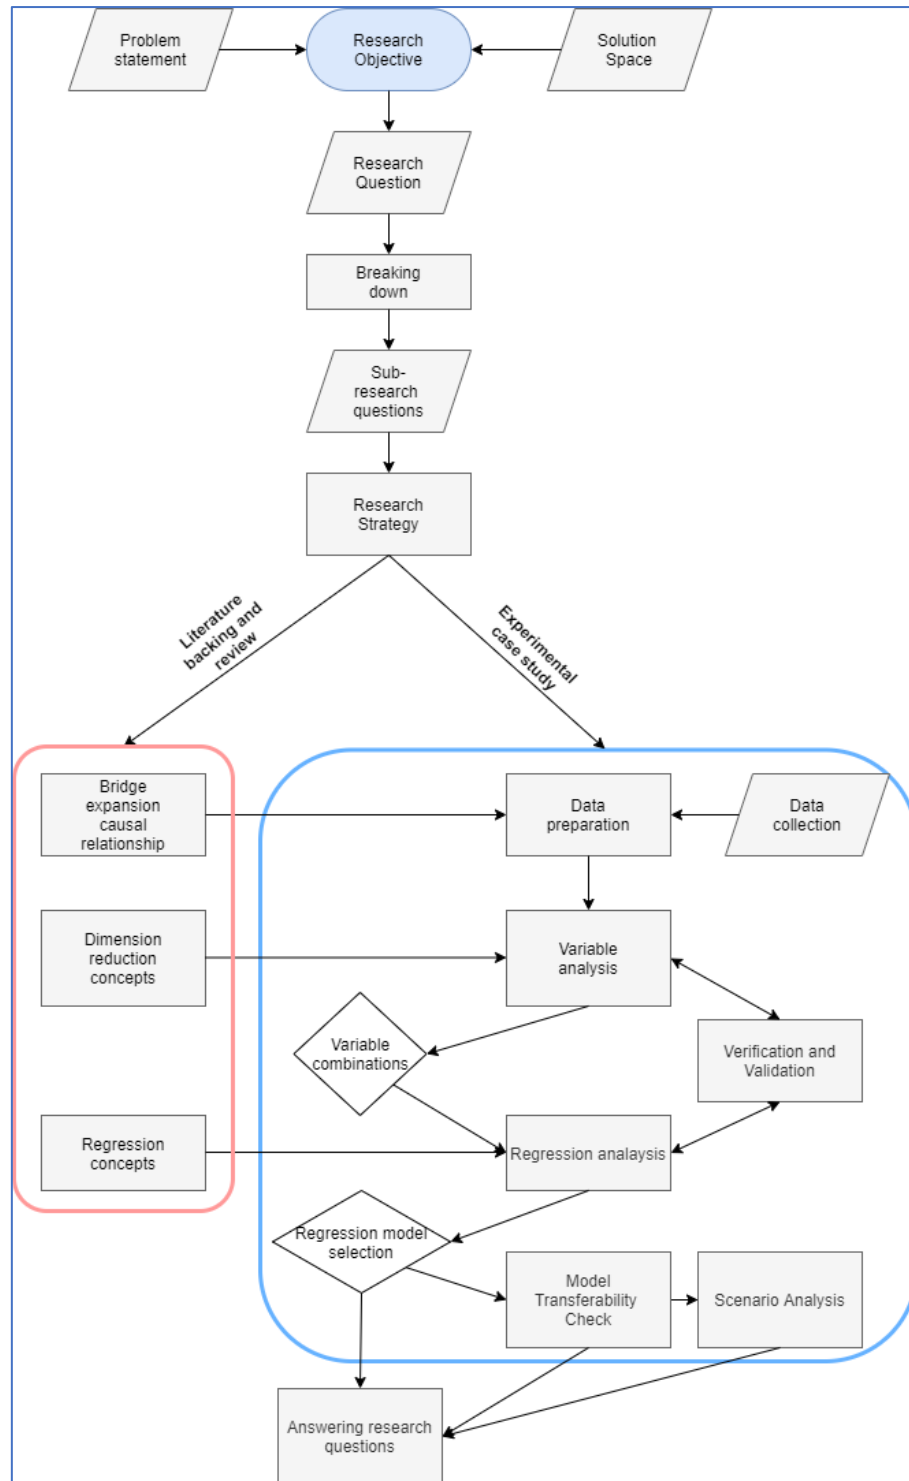 Problem
statement
Research
Objective
Solution
Space
Research
Question
Breaking
down
Sub-
research
questions
Research
Strategy
Literature
backing and
review
Experimental
case study
Bridge
expansion
causal
relationship
Data
preparation
Data
collection
Dimension
reduction
concepts
Variable
analysis
Variable
combinations
Verification and
Validation
Regression
concepts
Regression analaysis
Regression model
selection
Model
Transferability
Check
Scenario Analysis
Answering research
questions